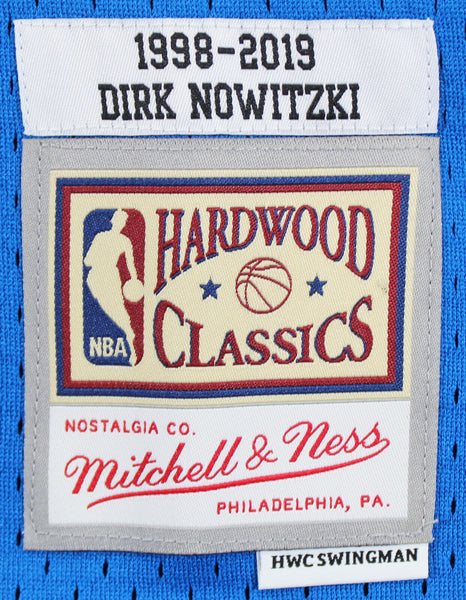 1998-2019
DIRK NOWITZKI
HARDWOOD
NBA
CLASSICS
NOSTALGIA CO.
Mitchell & Ness
PHILADELPHIA, PA.
HWC SWINGMAN